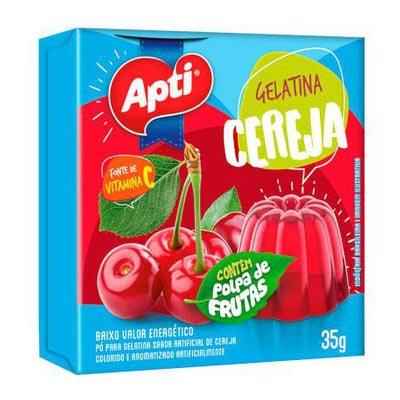 Apti®
GELATINA
CEREJA
FONTE DE
VITAMINA C
CONTÉM
POLPA DE
FRUTAS
BAIXO VALOR ENERGÉTICO
PÓ PARA GELATINA SABOR ARTIFICIAL DE CEREJA
COLORIDO E AROMATIZADO ARTIFICIALMENTE
35g